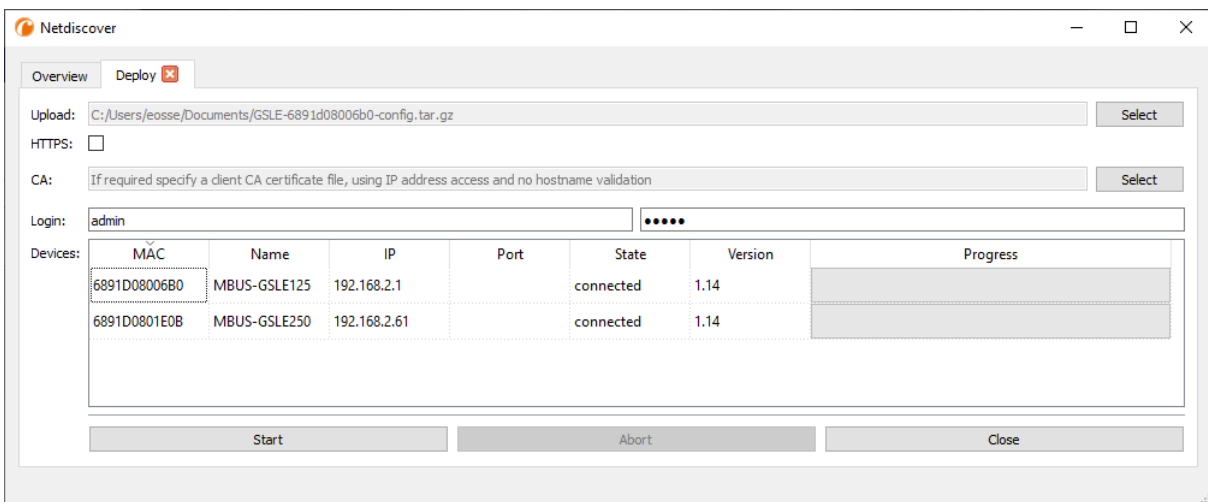 Netdiscover
Overview Deploy
Upload: C:/Users/eosse/Documents/GSLE-6891d08006b0-config.tar.gz Select
HTTPS:
CA: If required specify a client CA certificate file, using IP address access and no hostname validation Select
Login: admin •••••
Devices: MAC Name IP Port State Version Progress
6891D08006B0 MBUS-GSLE125 192.168.2.1 connected 1.14
6891D0801E0B MBUS-GSLE250 192.168.2.61 connected 1.14
Start Abort Close